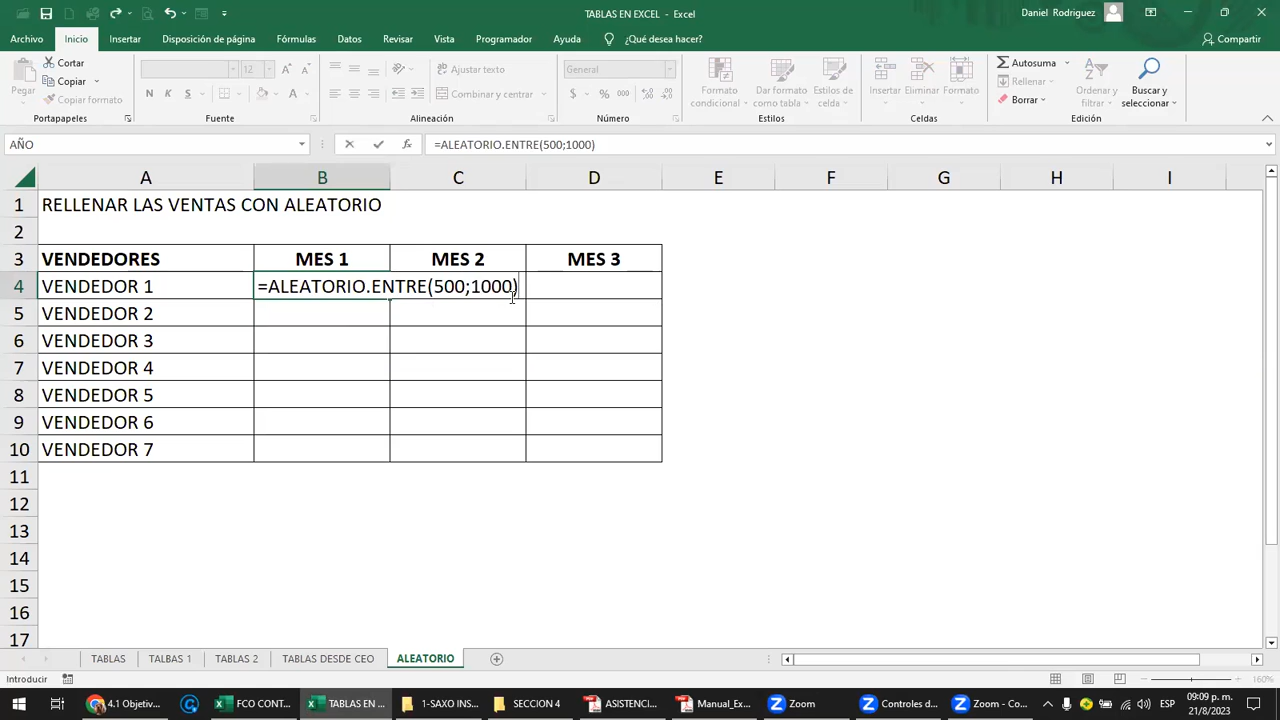 TABLAS EN EXCEL - Excel
Daniel Rodriguez
Archivo Inicio Insertar Disposición de página Fórmulas Datos Revisar Vista Programador Ayuda ¿Qué desea hacer? Compartir
Pegar
Cortar
Copiar
Copiar formato
Portapapeles
12
N K S
A A
Fuente
Ajustar texto
Combinar y centrar
Alineación
General
$ % 000
Número
Formato condicional
Dar formato como tabla
Estilos de celda
Estilos
Insertar Eliminar Formato
Celdas
Autosuma
Rellenar
Borrar
Ordenar y filtrar
Buscar y seleccionar
Edición
AÑO
fx
=ALEATORIO.ENTRE(500;1000)
A B C D E F G H I
1 RELLENAR LAS VENTAS CON ALEATORIO
2
3 VENDEDORES MES 1 MES 2 MES 3
4 VENDEDOR 1 =ALEATORIO.ENTRE(500;1000)
5 VENDEDOR 2
6 VENDEDOR 3
7 VENDEDOR 4
8 VENDEDOR 5
9 VENDEDOR 6
10 VENDEDOR 7
11
12
13
14
15
16
17
TABLAS TALBAS 1 TABLAS 2 TABLAS DESDE CEO ALEATORIO
Introducir
160%
4.1 Objetiv... FCO CONT... TABLAS EN ... 1-SAXO INS... SECCION 4 ASISTENCI... Manual_Ex... Zoom Controles d... Zoom - Co...
ESP
09:09 p. m.
21/8/2023